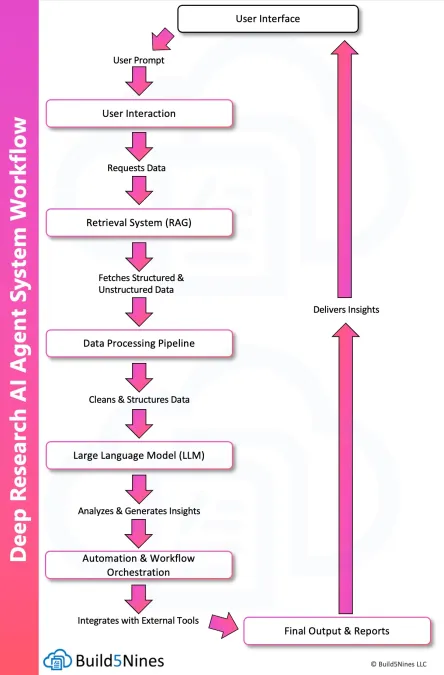 Deep Research AI Agent System Workflow
User Interface
User Prompt
User Interaction
Requests Data
Retrieval System (RAG)
Fetches Structured &
Unstructured Data
Data Processing Pipeline
Cleans & Structures Data
Large Language Model (LLM)
Analyzes & Generates Insights
Automation & Workflow
Orchestration
Integrates with External Tools
Final Output & Reports
Delivers Insights
Build5Nines
© Build5Nines LLC